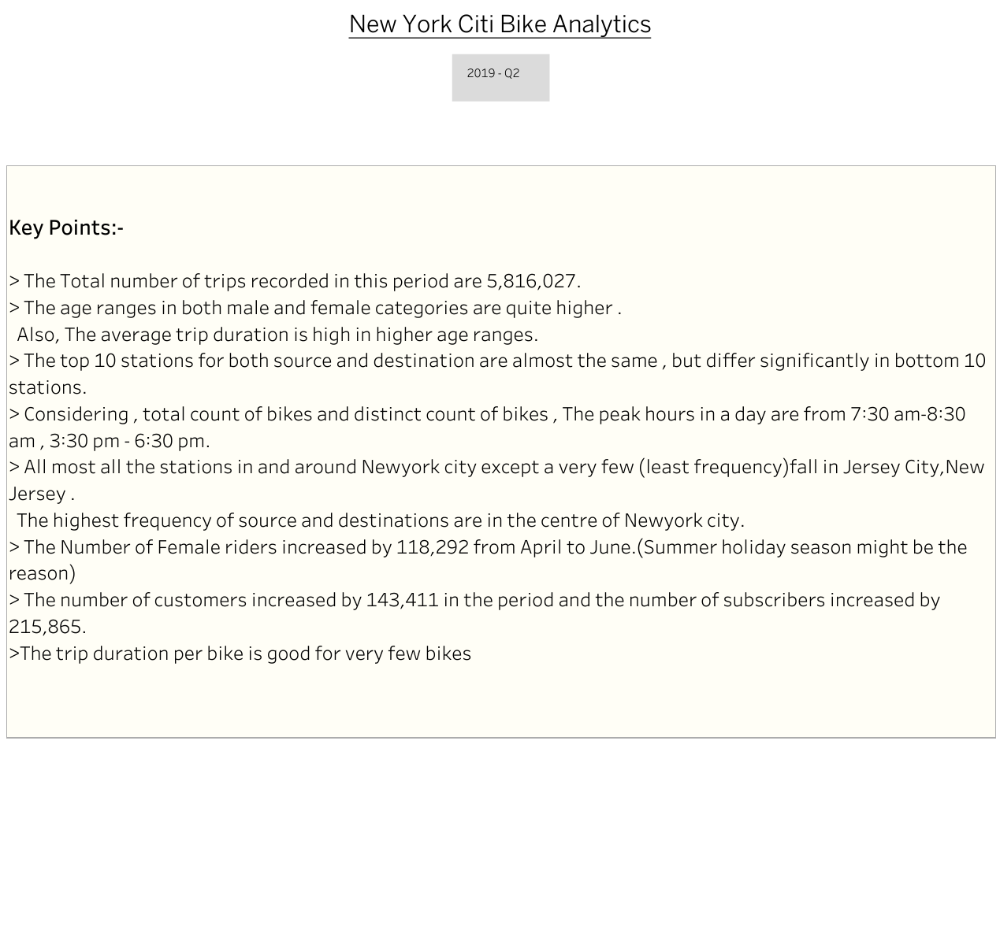 New York Citi Bike Analytics
2019 - Q2
Key Points:-
> The Total number of trips recorded in this period are 5,816,027.
> The age ranges in both male and female categories are quite higher .
Also, The average trip duration is high in higher age ranges.
> The top 10 stations for both source and destination are almost the same , but differ significantly in bottom 10
stations.
> Considering , total count of bikes and distinct count of bikes , The peak hours in a day are from 7:30 am-8:30
am , 3:30 pm - 6:30 pm.
> All most all the stations in and around Newyork city except a very few (least frequency)fall in Jersey City,New
Jersey .
The highest frequency of source and destinations are in the centre of Newyork city.
> The Number of Female riders increased by 118,292 from April to June.(Summer holiday season might be the
reason)
> The number of customers increased by 143,411 in the period and the number of subscribers increased by
215,865.
>The trip duration per bike is good for very few bikes